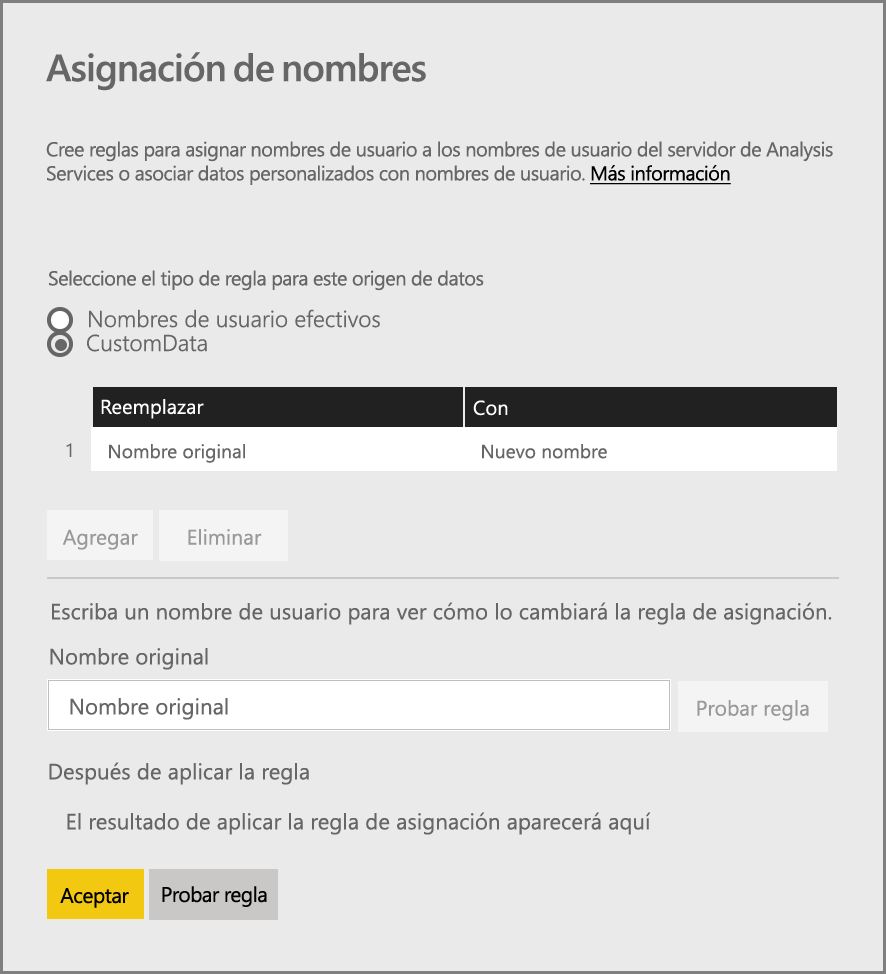 Asignación de nombres
Cree reglas para asignar nombres de usuario a los nombres de usuario del servidor de Analysis
Services o asociar datos personalizados con nombres de usuario. Más información
Seleccione el tipo de regla para este origen de datos
Nombres de usuario efectivos
CustomData
Reemplazar Con
1 Nombre original Nuevo nombre
Agregar Eliminar
Escriba un nombre de usuario para ver cómo lo cambiará la regla de asignación.
Nombre original
Nombre original Probar regla
Después de aplicar la regla
El resultado de aplicar la regla de asignación aparecerá aquí
Aceptar Probar regla